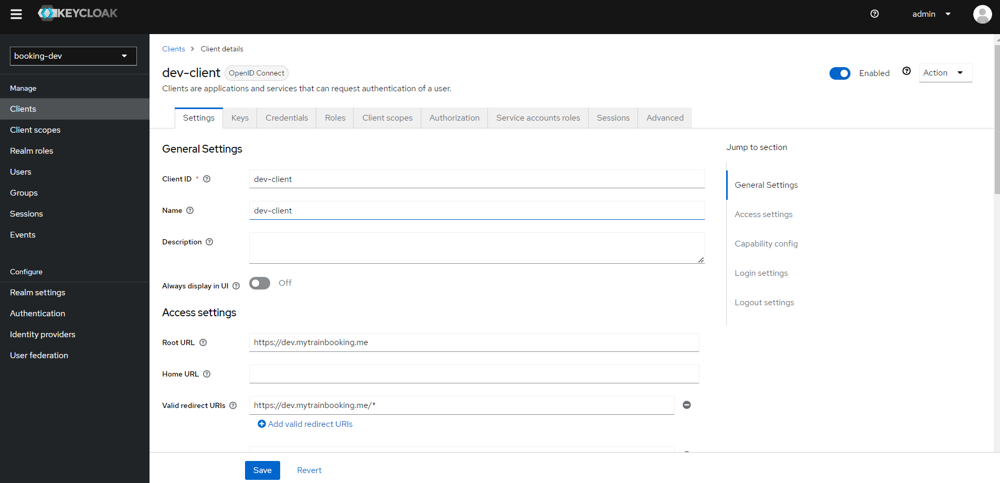 KEYCLOAK
admin
booking-dev
Manage
Clients
Client scopes
Realm roles
Users
Groups
Sessions
Events
Configure
Realm settings
Authentication
Identity providers
User federation
Clients > Client details
dev-client OpenID Connect
Clients are applications and services that can request authentication of a user.
Enabled
Action
Settings Keys Credentials Roles Client scopes Authorization Service accounts roles Sessions Advanced
General Settings
Client ID * dev-client
Name dev-client
Description
Always display in UI Off
Access settings
Root URL https://dev.mytrainbooking.me
Home URL
Valid redirect URIs https://dev.mytrainbooking.me/*
Add valid redirect URIs
Jump to section
General Settings
Access settings
Capability config
Login settings
Logout settings
Save Revert